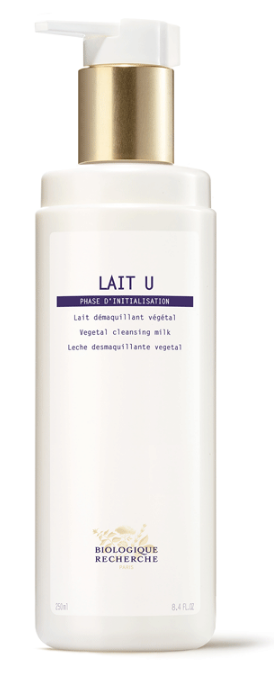 LAIT U
PHASE D'INITIALISATION
Lait démaquillant végétal
Vegetal cleansing milk
Leche desmaquillante vegetal
BIOLOGIQUE
RECHERCHE
PARIS
250ml 8,4 FL OZ